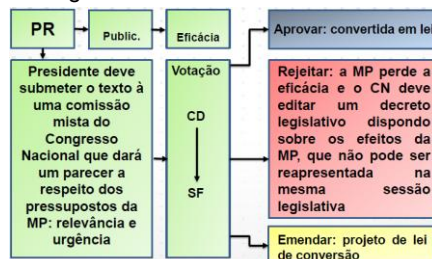 PR
Public.
Eficácia
Aprovar: convertida em lei
Presidente deve
submeter o texto à
uma comissão
mista do
Congresso
Nacional que dará
um parecer a
respeito dos
pressupostos da
MP: relevância e
urgência
Votação
CD
SF
Rejeitar: a MP perde a
eficácia e o CN deve
editar um decreto
legislativo dispondo
sobre os efeitos da
MP, que não pode ser
reapresentada na
mesma sessão
legislativa
Emendar: projeto de lei
de conversão